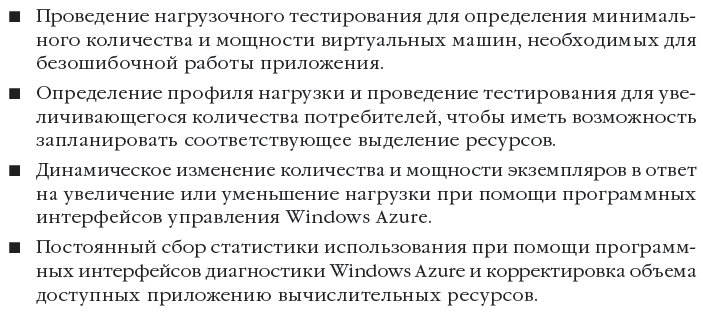 ■ Проведение нагрузочного тестирования для определения минималь-
ного количества и мощности виртуальных машин, необходимых для
безошибочной работы приложения.
■ Определение профиля нагрузки и проведение тестирования для уве-
личивающегося количества потребителей, чтобы иметь возможность
запланировать соответствующее выделение ресурсов.
■ Динамическое изменение количества и мощности экземпляров в ответ
на увеличение или уменьшение нагрузки при помощи программных
интерфейсов управления Windows Azure.
■ Постоянный сбор статистики использования при помощи программ-
ных интерфейсов диагностики Windows Azure и корректировка объема
доступных приложению вычислительных ресурсов.